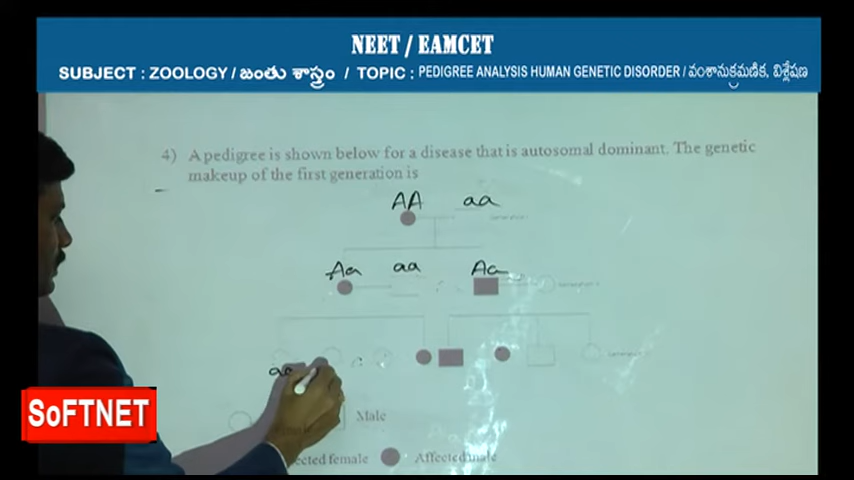 NEET / EAMCET
SUBJECT : ZOOLOGY / జంతు శాస్త్రం / TOPIC : PEDIGREE ANALYSIS HUMAN GENETIC DISORDER / వంశానుక్రమణిక, విశ్లేషణ
4) A pedigree is shown below for a disease that is autosomal dominant. The genetic
makeup of the first generation is
AA aa
Aa aa Aa
aa
Male
SoFTNET
ected female Affected male